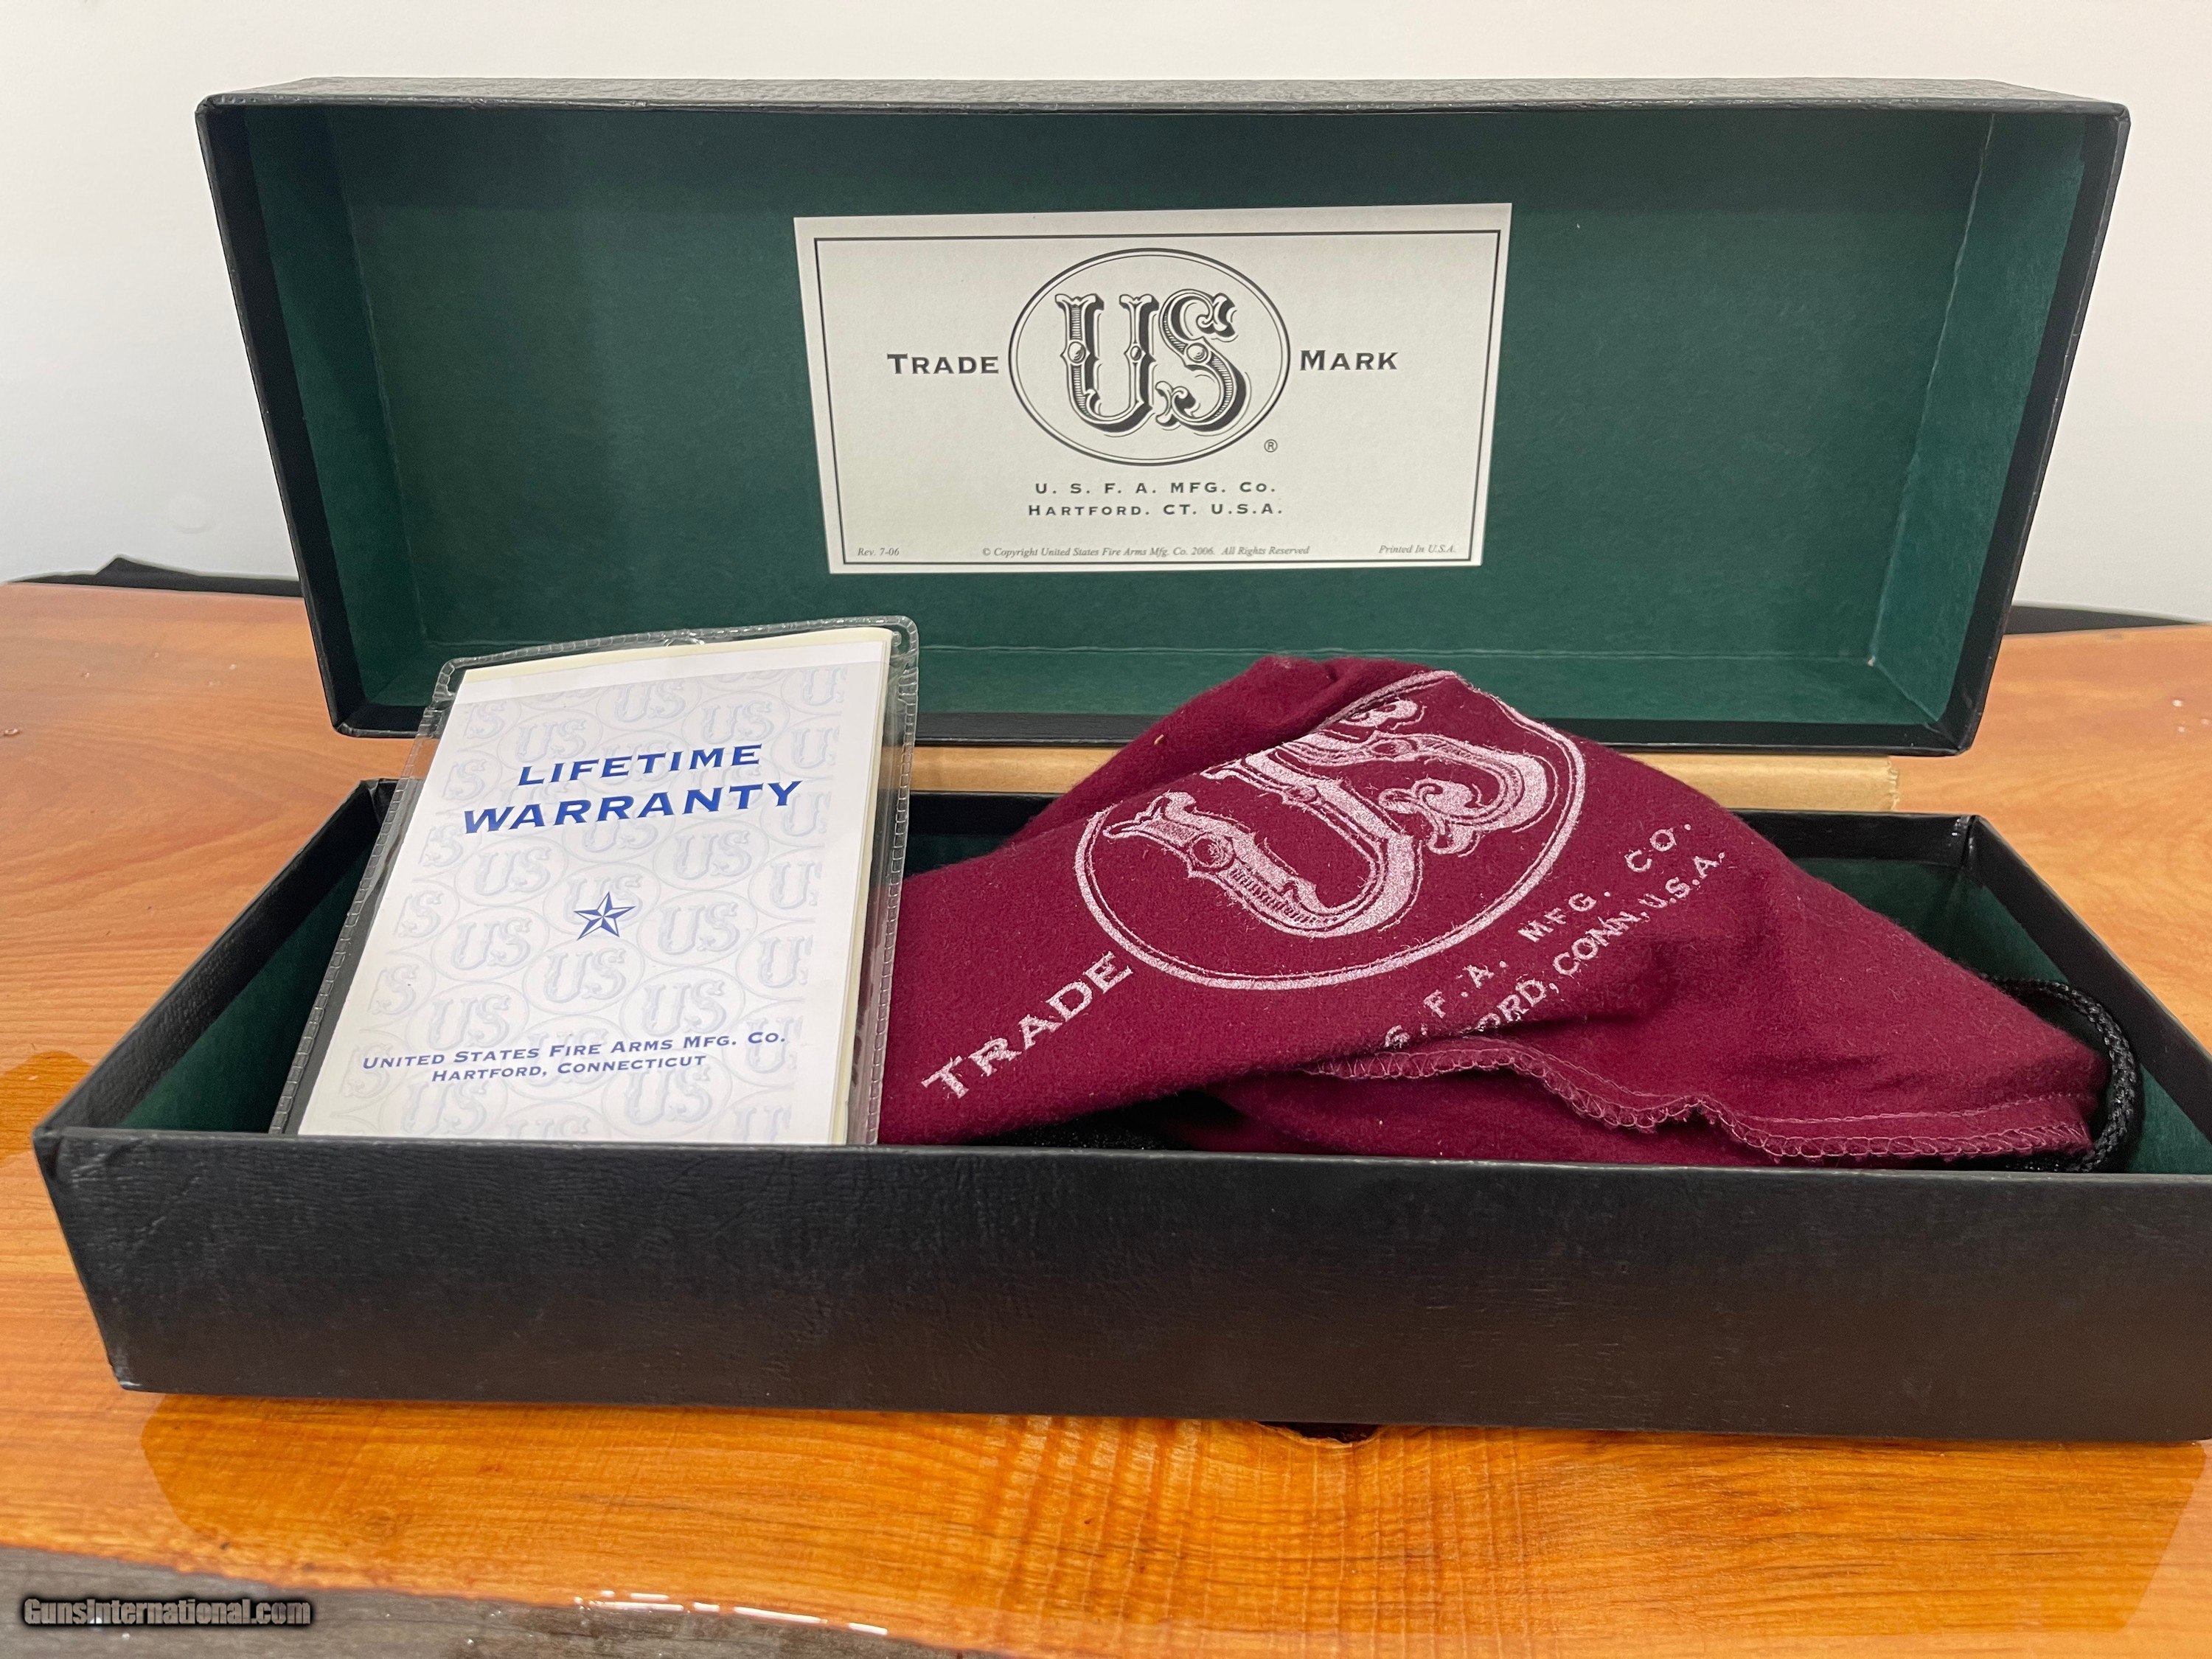 TRADE US MARK
®
U. S. F. A. MFG. CO.
HARTFORD. CT. U.S.A.
Rev. 7-06 © Copyright United States Fire Arms Mfg. Co. 2006. All Rights Reserved Printed In U.S.A.
LIFETIME
WARRANTY
UNITED STATES FIRE ARMS MFG. CO.
HARTFORD, CONNECTICUT
TRADE US
S. F. A. MFG. CO.
ORD, CONN, U.S.A.
GunsInternational.com